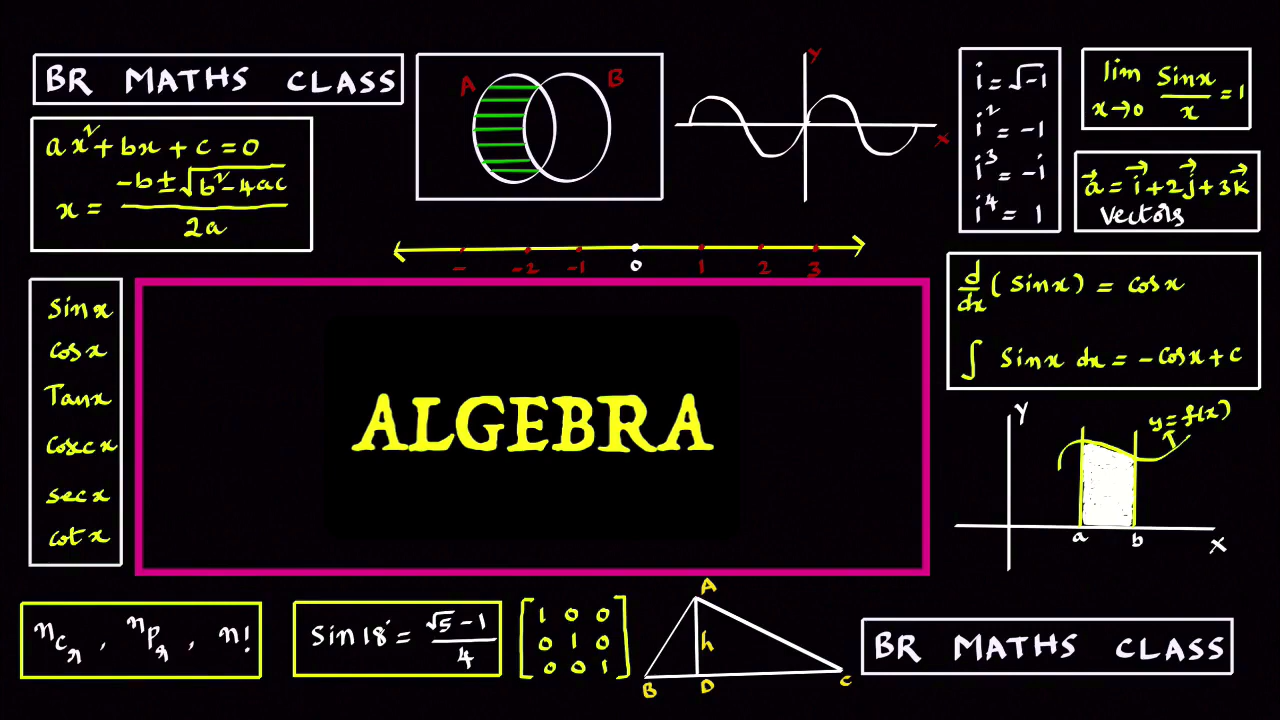 BR MATHS CLASS
ax²+bx+c=0
x = (-b±√(b²-4ac))/(2a)
A B
Y
X
i=√-1
i²=-1
i³=-i
i⁴=1
lim x→0 Sinx/x=1
a⃗=i⃗+2j⃗+3k⃗
Vectors
- -2 -1 0 1 2 3
Sinx
Cosx
Tanx
Cosecx
secx
cotx
ALGEBRA
d/dx(Sinx)=cosx
∫ Sinx dx=-Cosx+c
Y
y=f(x)
a b
X
nCr, nPr, n!
Sin18°=(√5-1)/4
1 0 0
0 1 0
0 0 1
A
h
B D C
BR MATHS CLASS